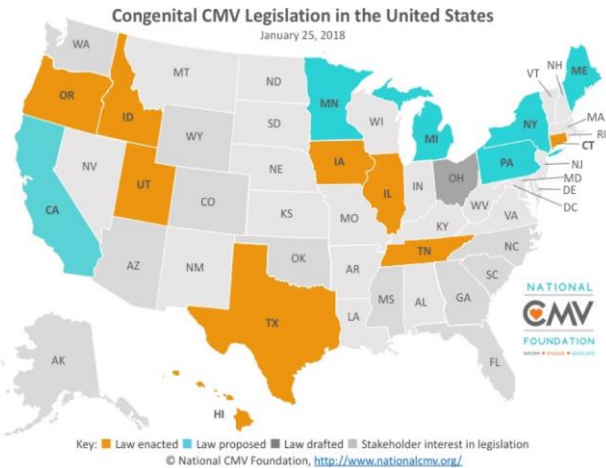 Congenital CMV Legislation in the United States
January 25, 2018
WA
MT
ND
MN
WI
MI
VT
NH
ME
OR
ID
SD
NY
MA
RI
CT
WY
IA
PA
NJ
NV
UT
NE
IL
IN
OH
MD
DE
DC
CA
CO
KS
MO
KY
WV
VA
AZ
NM
OK
AR
TN
NC
SC
TX
LA
MS
AL
GA
FL
AK
HI
NATIONAL
CMV
FOUNDATION
Key: Law enacted Law proposed Law drafted Stakeholder interest in legislation
© National CMV Foundation, http://www.nationalcmv.org/